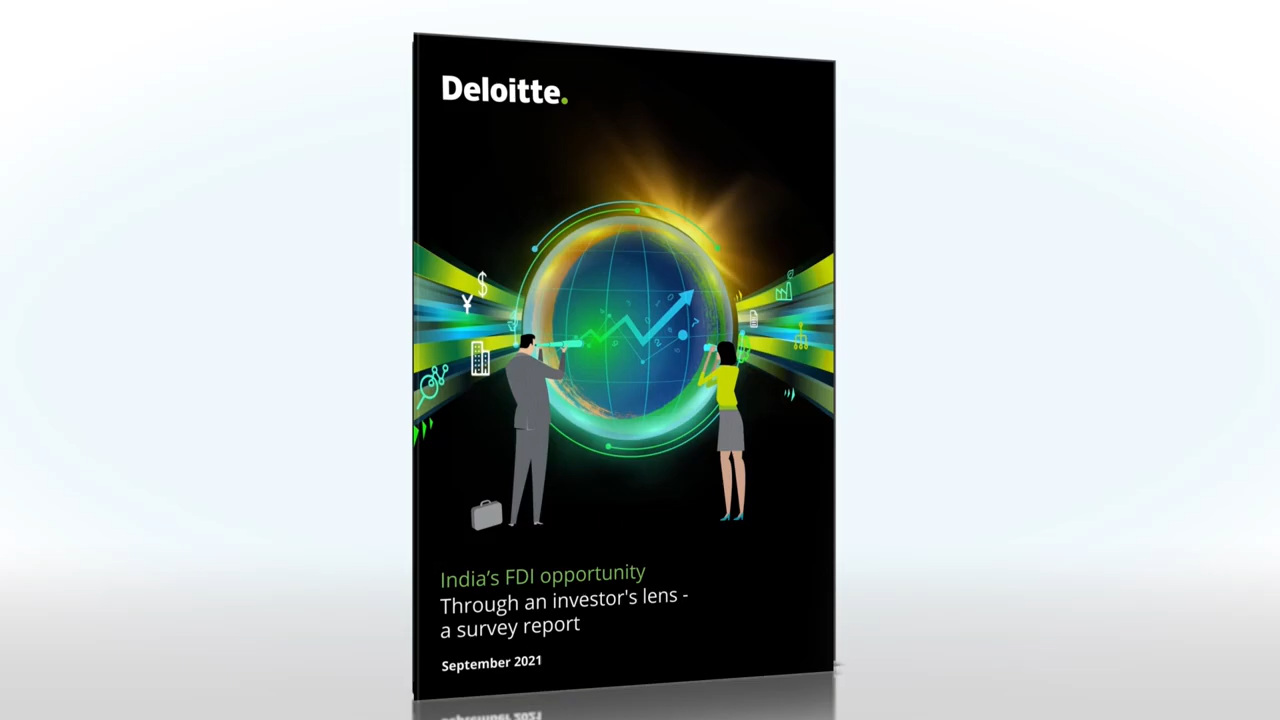 Deloitte.
India's FDI opportunity
Through an investor's lens -
a survey report
September 2021